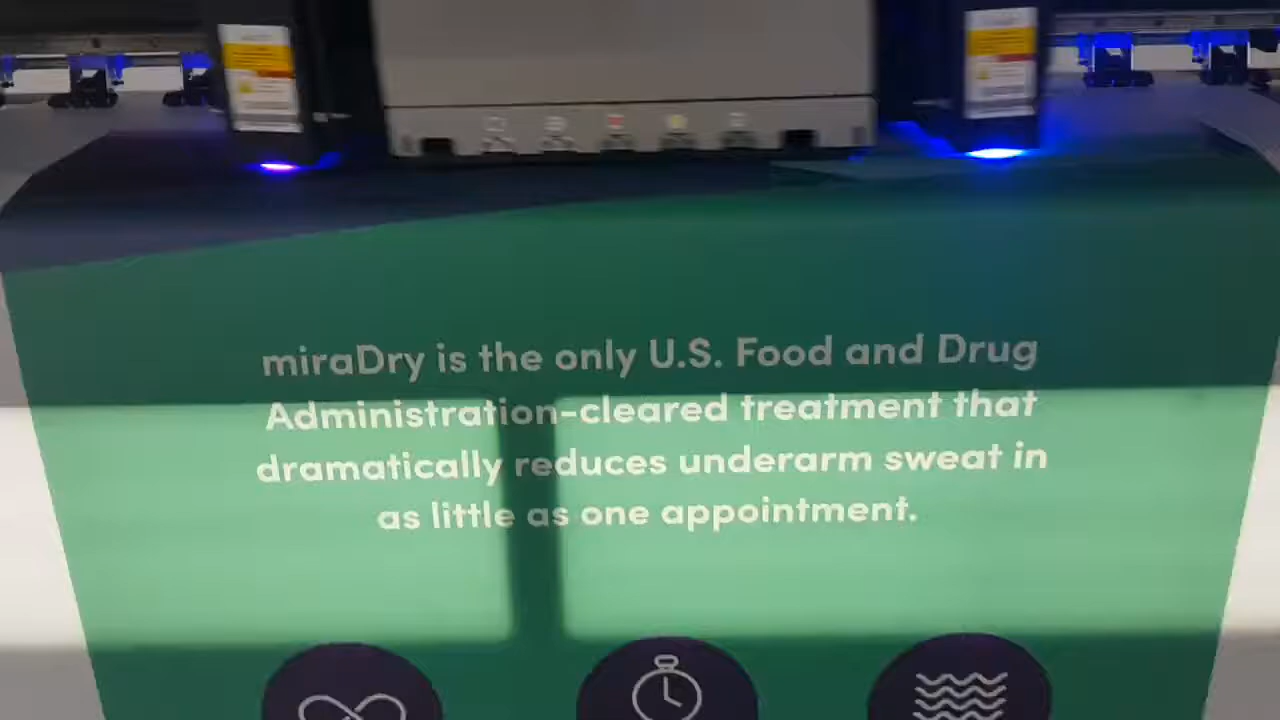 miraDry is the only U.S. Food and Drug
Administration-cleared treatment that
dramatically reduces underarm sweat in
as little as one appointment.